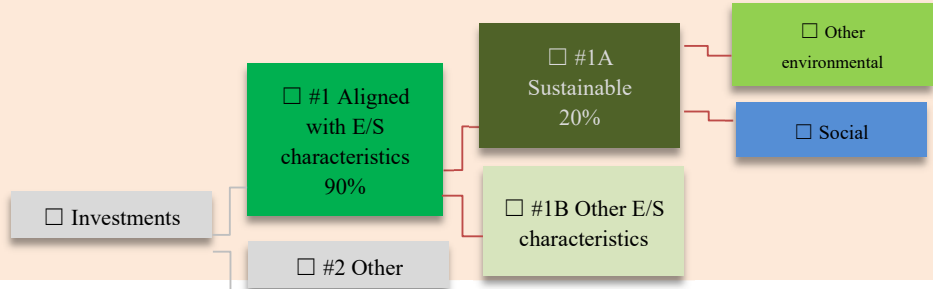 ☐ Investments
☐ #1 Aligned
with E/S
characteristics
90%
☐ #2 Other
☐ #1A
Sustainable
20%
☐ #1B Other E/S
characteristics
☐ Other
environmental
☐ Social